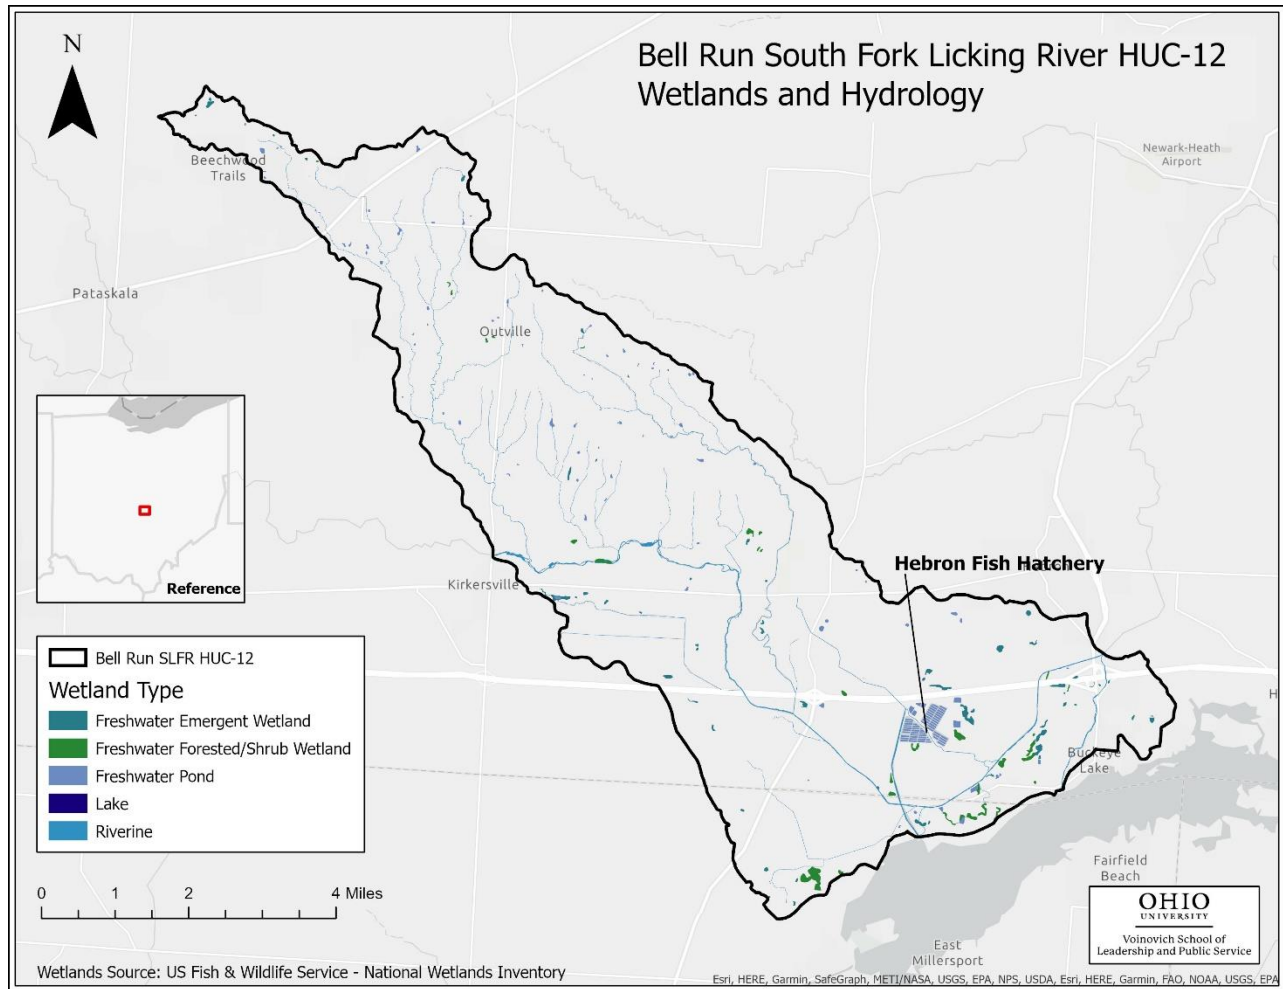 N
Bell Run South Fork Licking River HUC-12
Wetlands and Hydrology
Newark-Heath
Airport
Beechwood
Trails
Pataskala
Outville
Reference
Kirkersville
Hebron Fish Hatchery
Bell Run SLFR HUC-12
Wetland Type
Freshwater Emergent Wetland
Freshwater Forested/Shrub Wetland
Freshwater Pond
Lake
Riverine
H
Buckeye
Lake
Fairfield
Beach
0 1 2 4 Miles
OHIO
UNIVERSITY
Voinovich School of
Leadership and Public Service
East
Millersport
Wetlands Source: US Fish & Wildlife Service - National Wetlands Inventory
Esri, HERE, Garmin, SafeGraph, METI/NASA, USGS, EPA, NPS, USDA, Esri, HERE, Garmin, FAO, NOAA, USGS, EPA